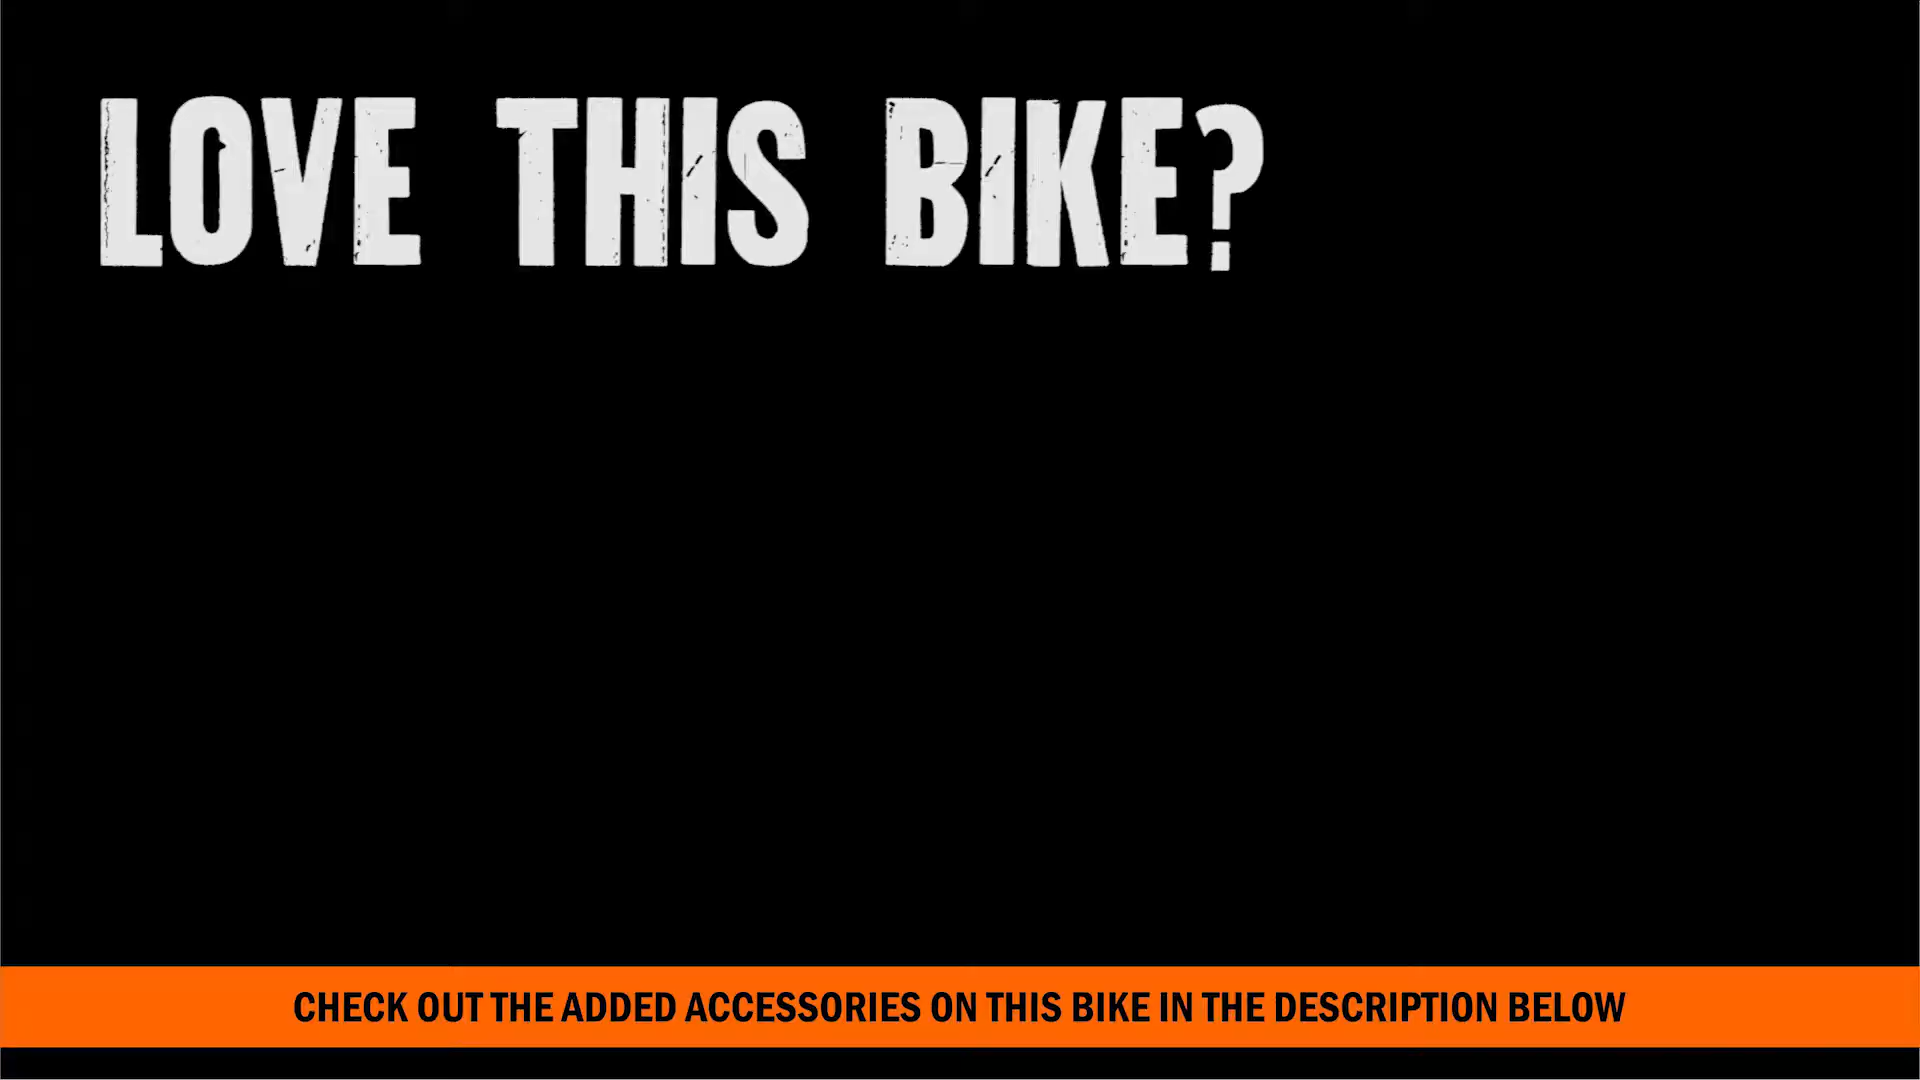 LOVE THIS BIKE?
CHECK OUT THE ADDED ACCESSORIES ON THIS BIKE IN THE DESCRIPTION BELOW